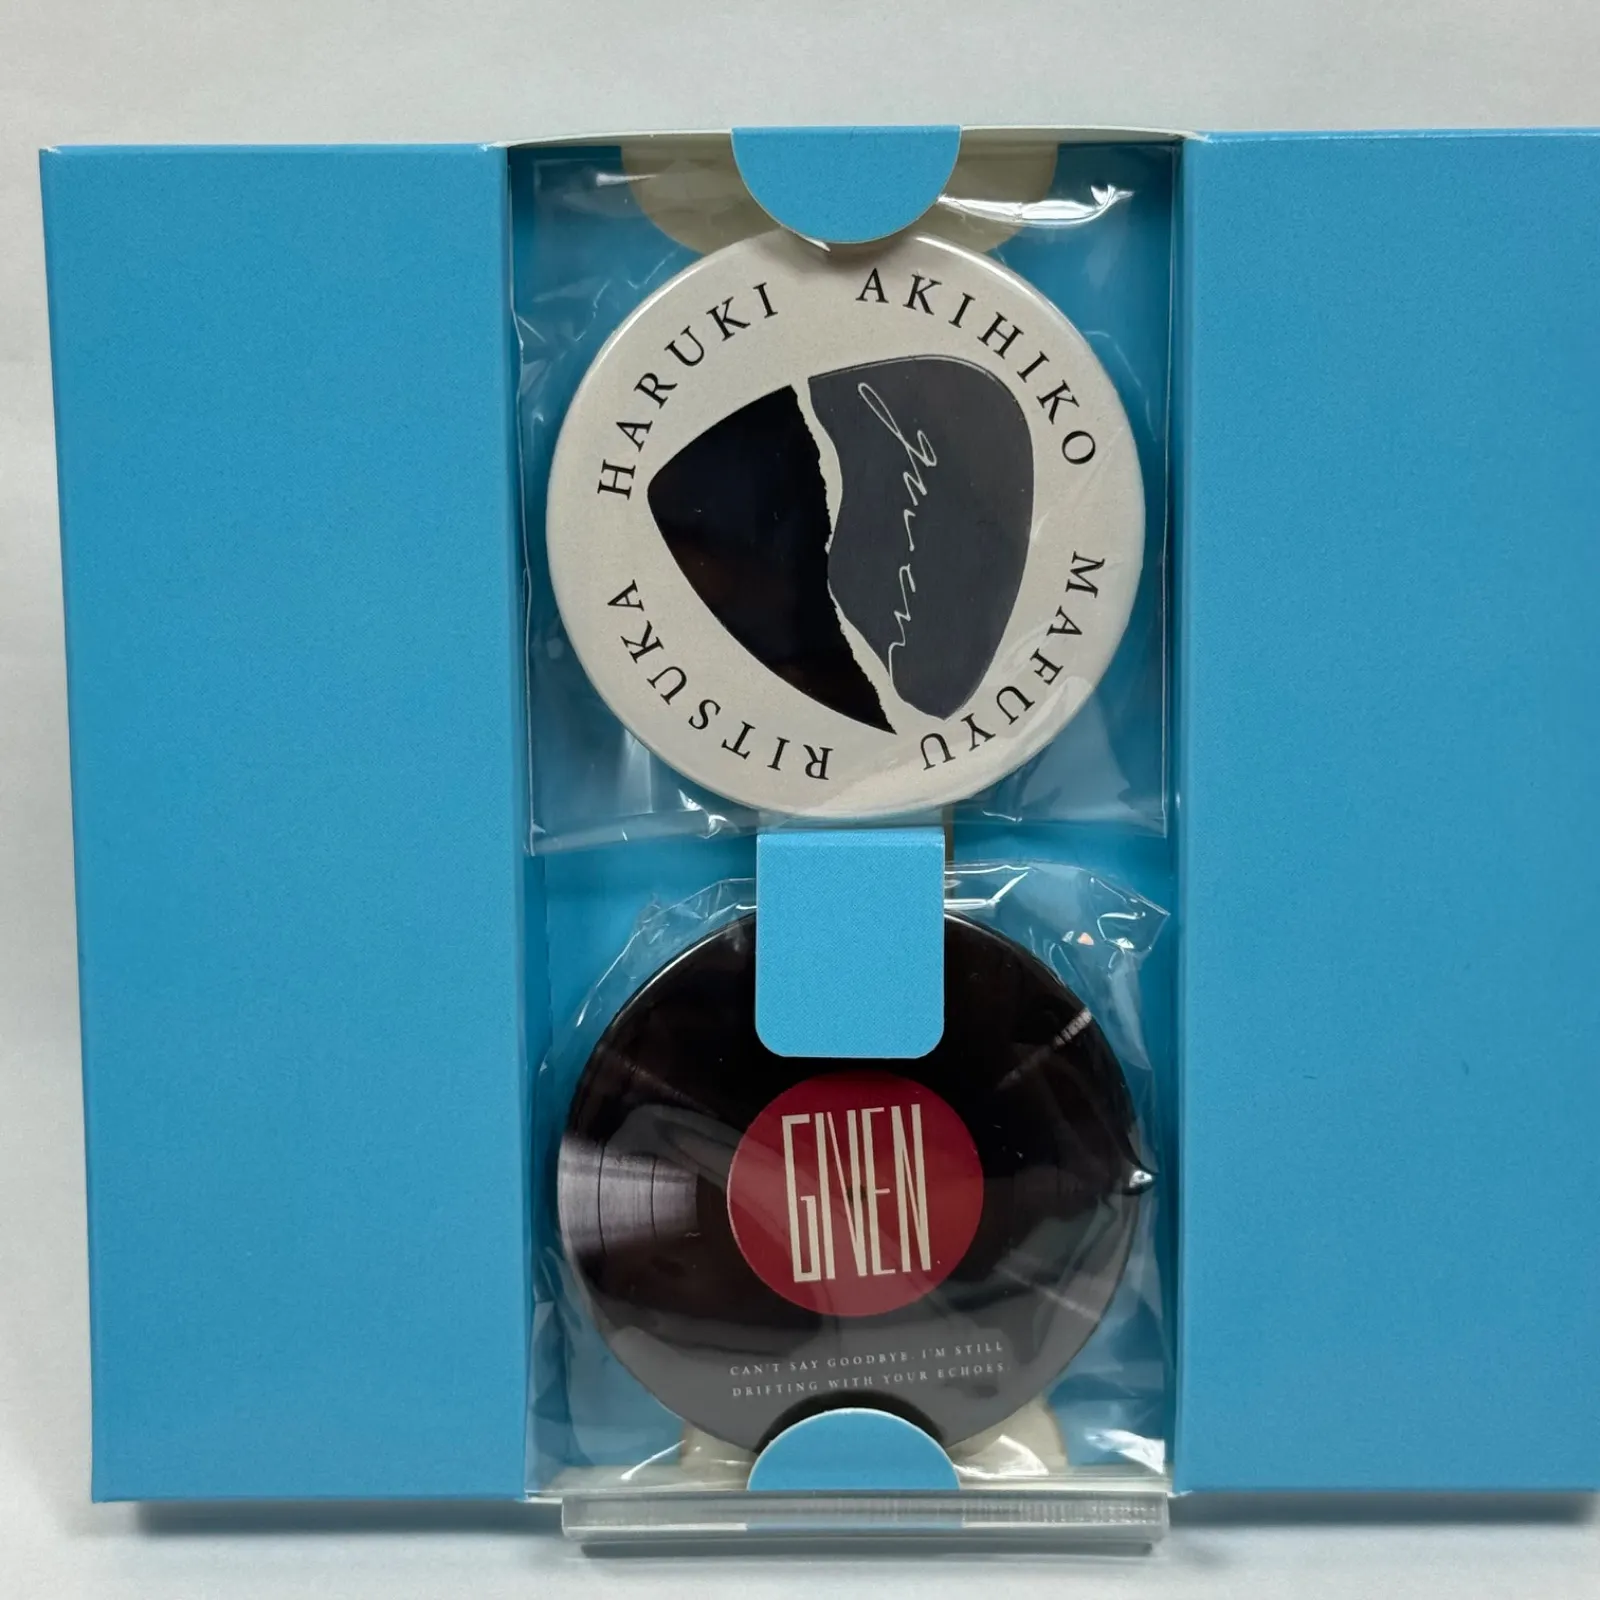 HARUKI
AKIHIKO
MAFUYU
RITSUKA
given
GIVEN
CAN'T SAY GOODBYE. I'M STILL
DRIFTING WITH YOUR ECHOES.